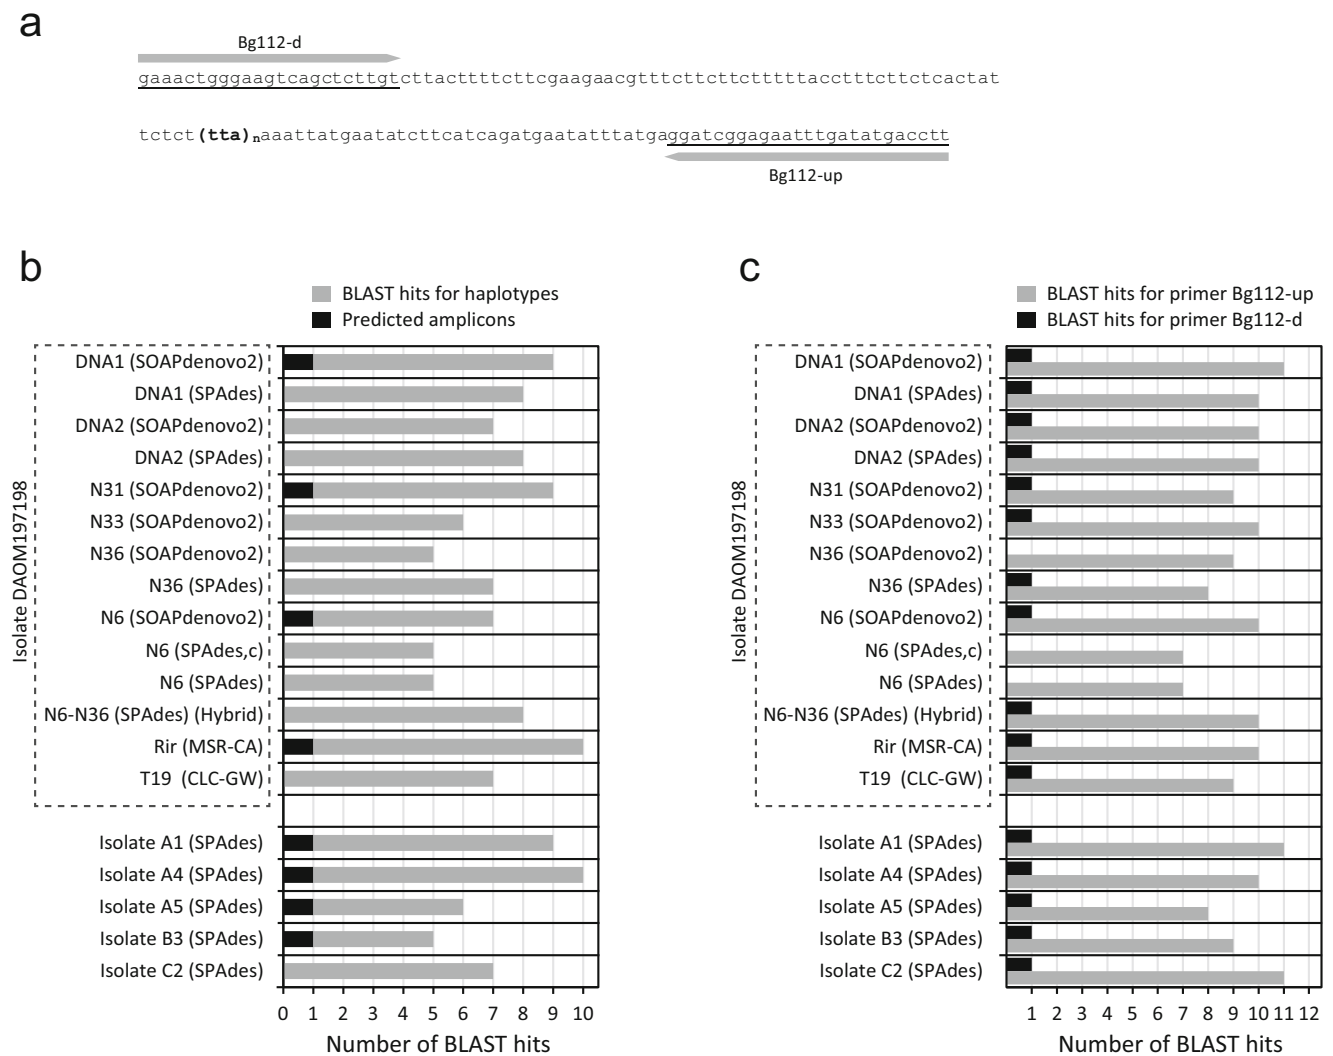 a
Bg112-d
gaaactgggaagtcagctcttgtcttacttttcttcgaagaacgtttcttcttctttttacctttcttctcactat
tctct(tta)naaattatgaatatcttcatcagatgaatatttatgaggatcggagaatttgatatgacctt
Bg112-up
b
BLAST hits for haplotypes
Predicted amplicons
Isolate DAOM197198
DNA1 (SOAPdenovo2)
DNA1 (SPAdes)
DNA2 (SOAPdenovo2)
DNA2 (SPAdes)
N31 (SOAPdenovo2)
N33 (SOAPdenovo2)
N36 (SOAPdenovo2)
N36 (SPAdes)
N6 (SOAPdenovo2)
N6 (SPAdes,c)
N6 (SPAdes)
N6-N36 (SPAdes) (Hybrid)
Rir (MSR-CA)
T19 (CLC-GW)
Isolate A1 (SPAdes)
Isolate A4 (SPAdes)
Isolate A5 (SPAdes)
Isolate B3 (SPAdes)
Isolate C2 (SPAdes)
0 1 2 3 4 5 6 7 8 9 10
Number of BLAST hits
c
BLAST hits for primer Bg112-up
BLAST hits for primer Bg112-d
Isolate DAOM197198
DNA1 (SOAPdenovo2)
DNA1 (SPAdes)
DNA2 (SOAPdenovo2)
DNA2 (SPAdes)
N31 (SOAPdenovo2)
N33 (SOAPdenovo2)
N36 (SOAPdenovo2)
N36 (SPAdes)
N6 (SOAPdenovo2)
N6 (SPAdes,c)
N6 (SPAdes)
N6-N36 (SPAdes) (Hybrid)
Rir (MSR-CA)
T19 (CLC-GW)
Isolate A1 (SPAdes)
Isolate A4 (SPAdes)
Isolate A5 (SPAdes)
Isolate B3 (SPAdes)
Isolate C2 (SPAdes)
1 2 3 4 5 6 7 8 9 10 11 12
Number of BLAST hits